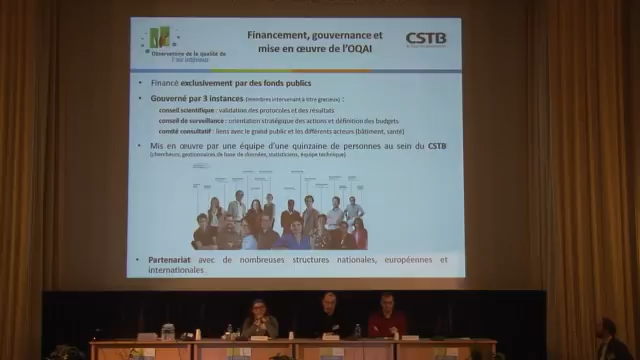 Financement, gouvernance et
mise en œuvre de l'OQAI
Observatoire de la qualité de
l'air intérieur
CSTB
• Financé exclusivement par des fonds publics
• Gouverné par 3 instances (membres intervenant à titre gracieux) :
conseil scientifique : validation des protocoles et des résultats
conseil de surveillance : orientation stratégique des actions et définition des budgets
comité consultatif : liens avec le grand public et les différents acteurs (bâtiment, santé)
• Mis en œuvre par une équipe d'une quinzaine de personnes au sein du CSTB
(chercheurs, gestionnaires de base de données, statisticiens, équipe technique)
• Partenariat avec de nombreuses structures nationales, européennes et
internationales